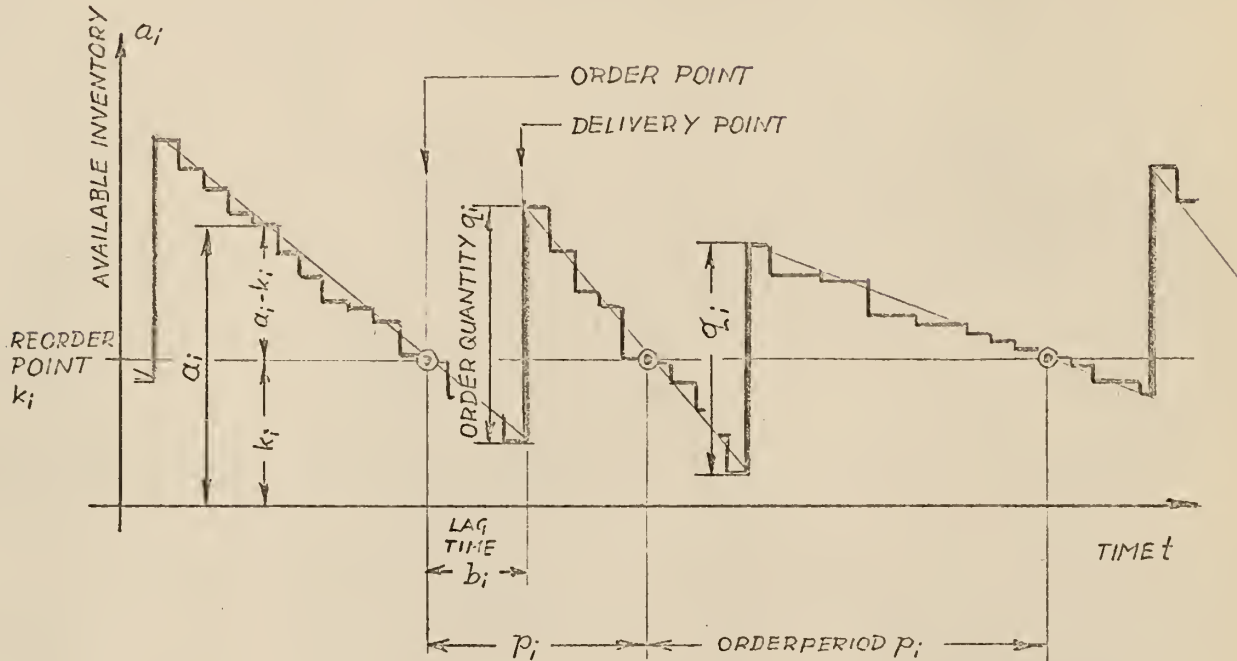 a_i
AVAILABLE INVENTORY
ORDER POINT
DELIVERY POINT
REORDER
POINT
k_i
a_i
a_i-k_i
k_i
ORDER QUANTITY q_i
q_i
LAG
TIME
b_i
TIME t
p_i
ORDERPERIOD p_i